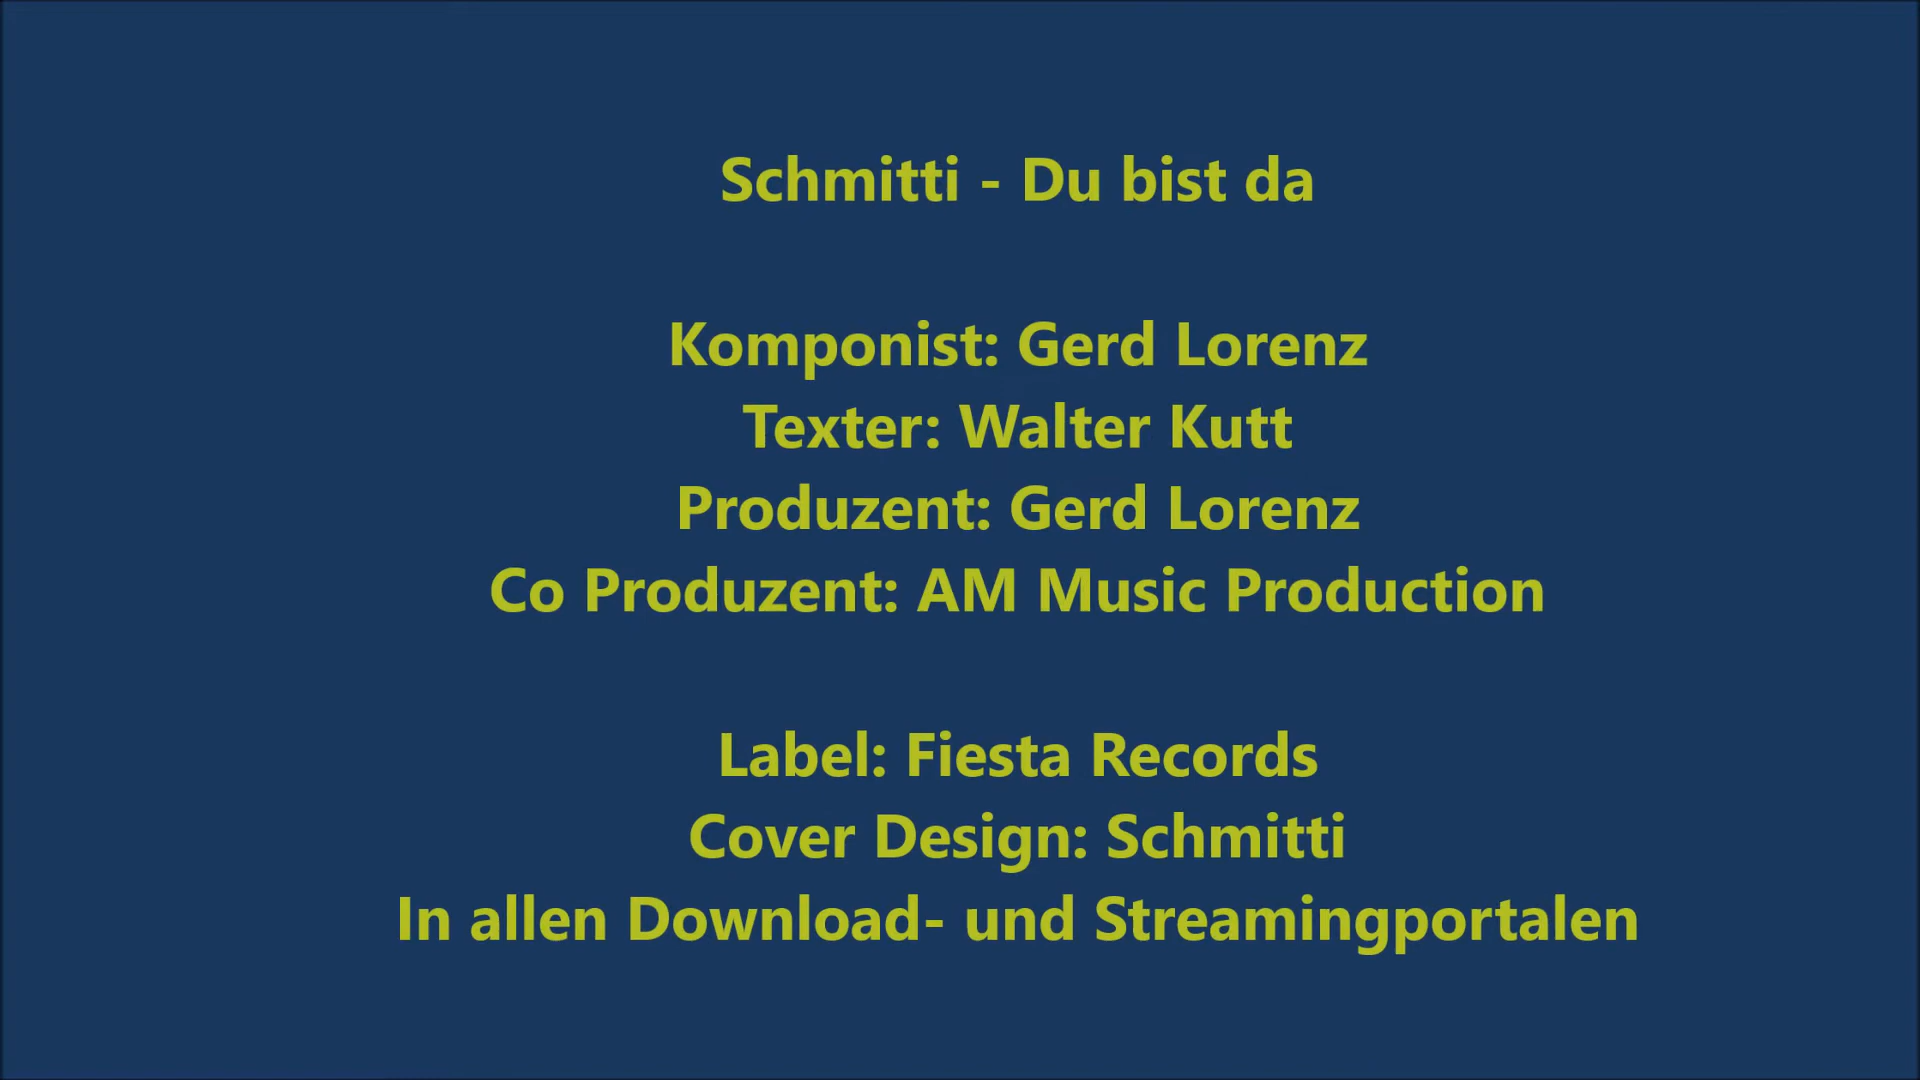 Schmitti - Du bist da
Komponist: Gerd Lorenz
Texter: Walter Kutt
Produzent: Gerd Lorenz
Co Produzent: AM Music Production
Label: Fiesta Records
Cover Design: Schmitti
In allen Download- und Streamingportalen